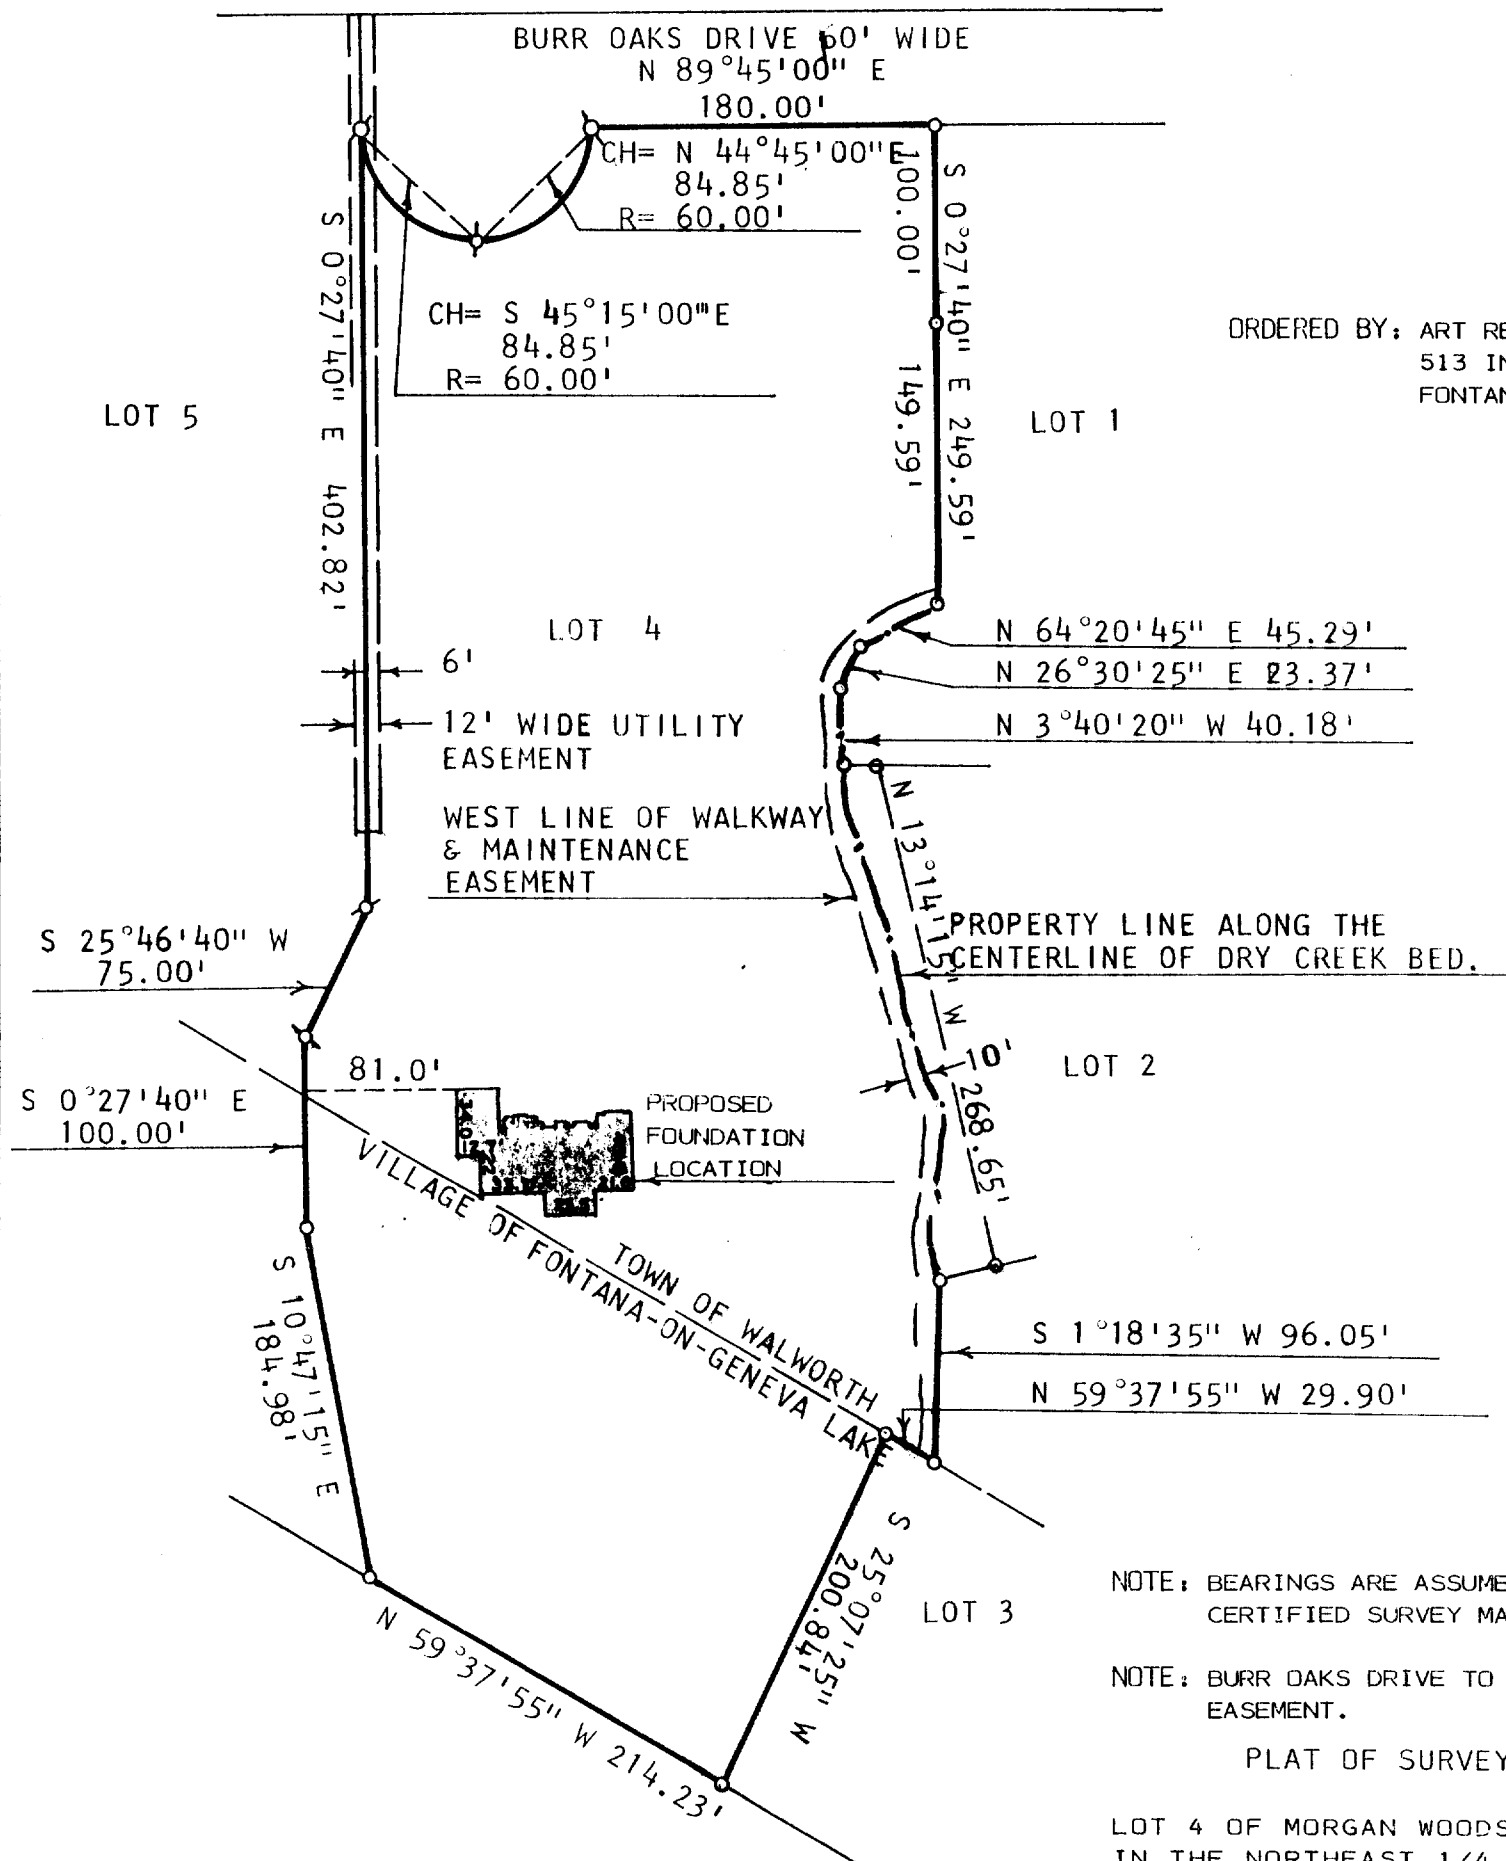 BURR OAKS DRIVE 60' WIDE
N 89°45'00" E
180.00'
CH= N 44°45'00"E
84.85'
R= 60.00'
100.00'
S 0°27'40" E 249.59'
149.59'
S 0°27'40" E 402.82'
CH= S 45°15'00"E
84.85'
R= 60.00'
ORDERED BY: ART RE
513 IN
FONTAN
LOT 5
LOT 1
LOT 4
N 64°20'45" E 45.29'
N 26°30'25" E 23.37'
N 3°40'20" W 40.18'
6'
12' WIDE UTILITY
EASEMENT
WEST LINE OF WALKWAY
& MAINTENANCE
EASEMENT
N 13°14'15" W
268.65'
PROPERTY LINE ALONG THE
CENTERLINE OF DRY CREEK BED.
S 25°46'40" W
75.00'
81.0'
10'
LOT 2
S 0°27'40" E
100.00'
34.0
PROPOSED
FOUNDATION
LOCATION
VILLAGE OF FONTANA-ON-GENEVA LAKE
TOWN OF WALWORTH
S 10°47'15" E
184.98'
S 1°18'35" W 96.05'
N 59°37'55" W 29.90'
S 25°07'25" W
200.84'
LOT 3
N 59°37'55" W 214.23'
NOTE: BEARINGS ARE ASSUME
CERTIFIED SURVEY MA
NOTE: BURR OAKS DRIVE TO
EASEMENT.
PLAT OF SURVEY
LOT 4 OF MORGAN WOODS
IN THE NORTHEAST 1/4